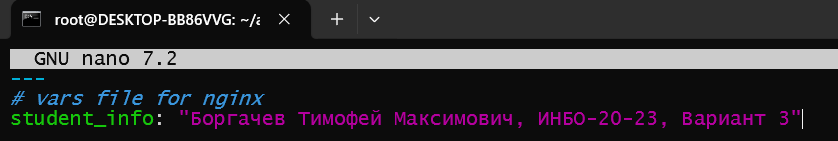 root@DESKTOP-BB86VVG: ~/a
GNU nano 7.2
---
# vars file for nginx
student_info: "Боргачев Тимофей Максимович, ИНБО-20-23, Вариант 3"